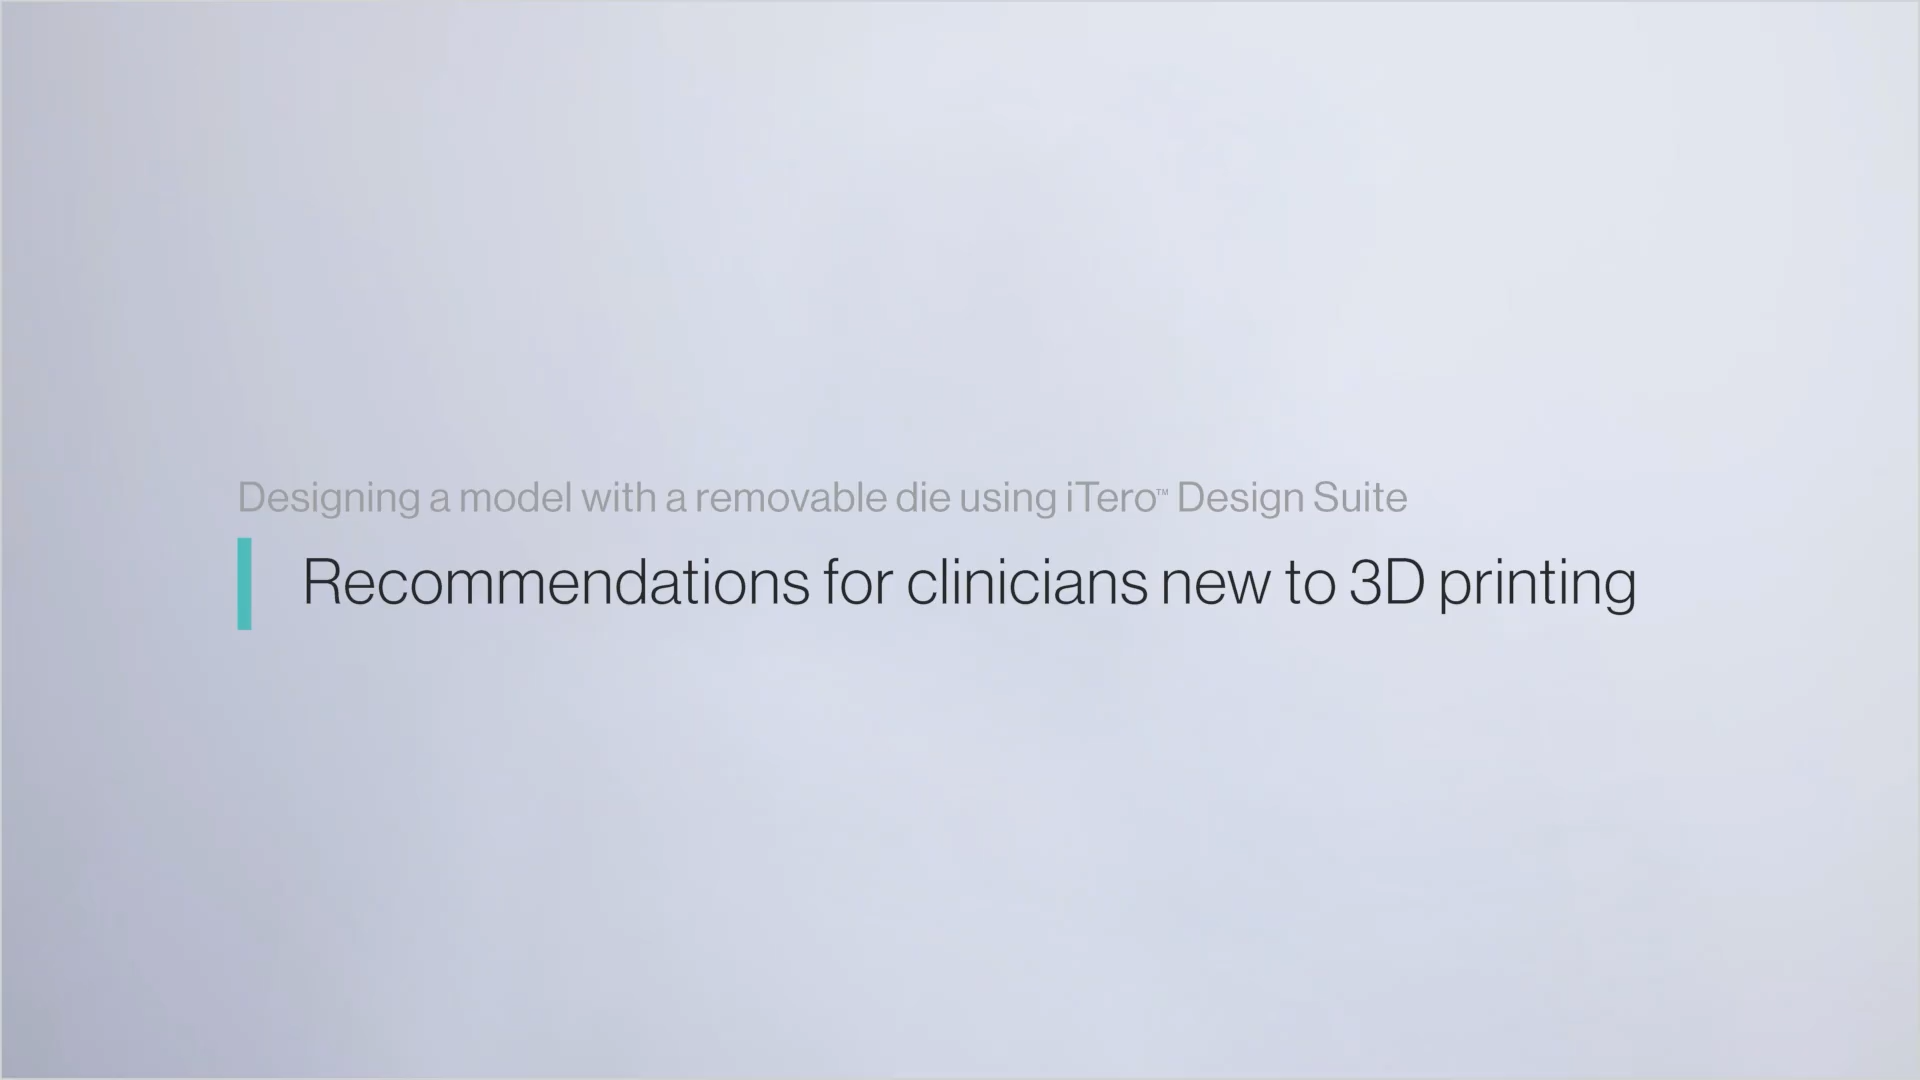 Designing a model with a removable die using iTero™ Design Suite
Recommendations for clinicians new to 3D printing